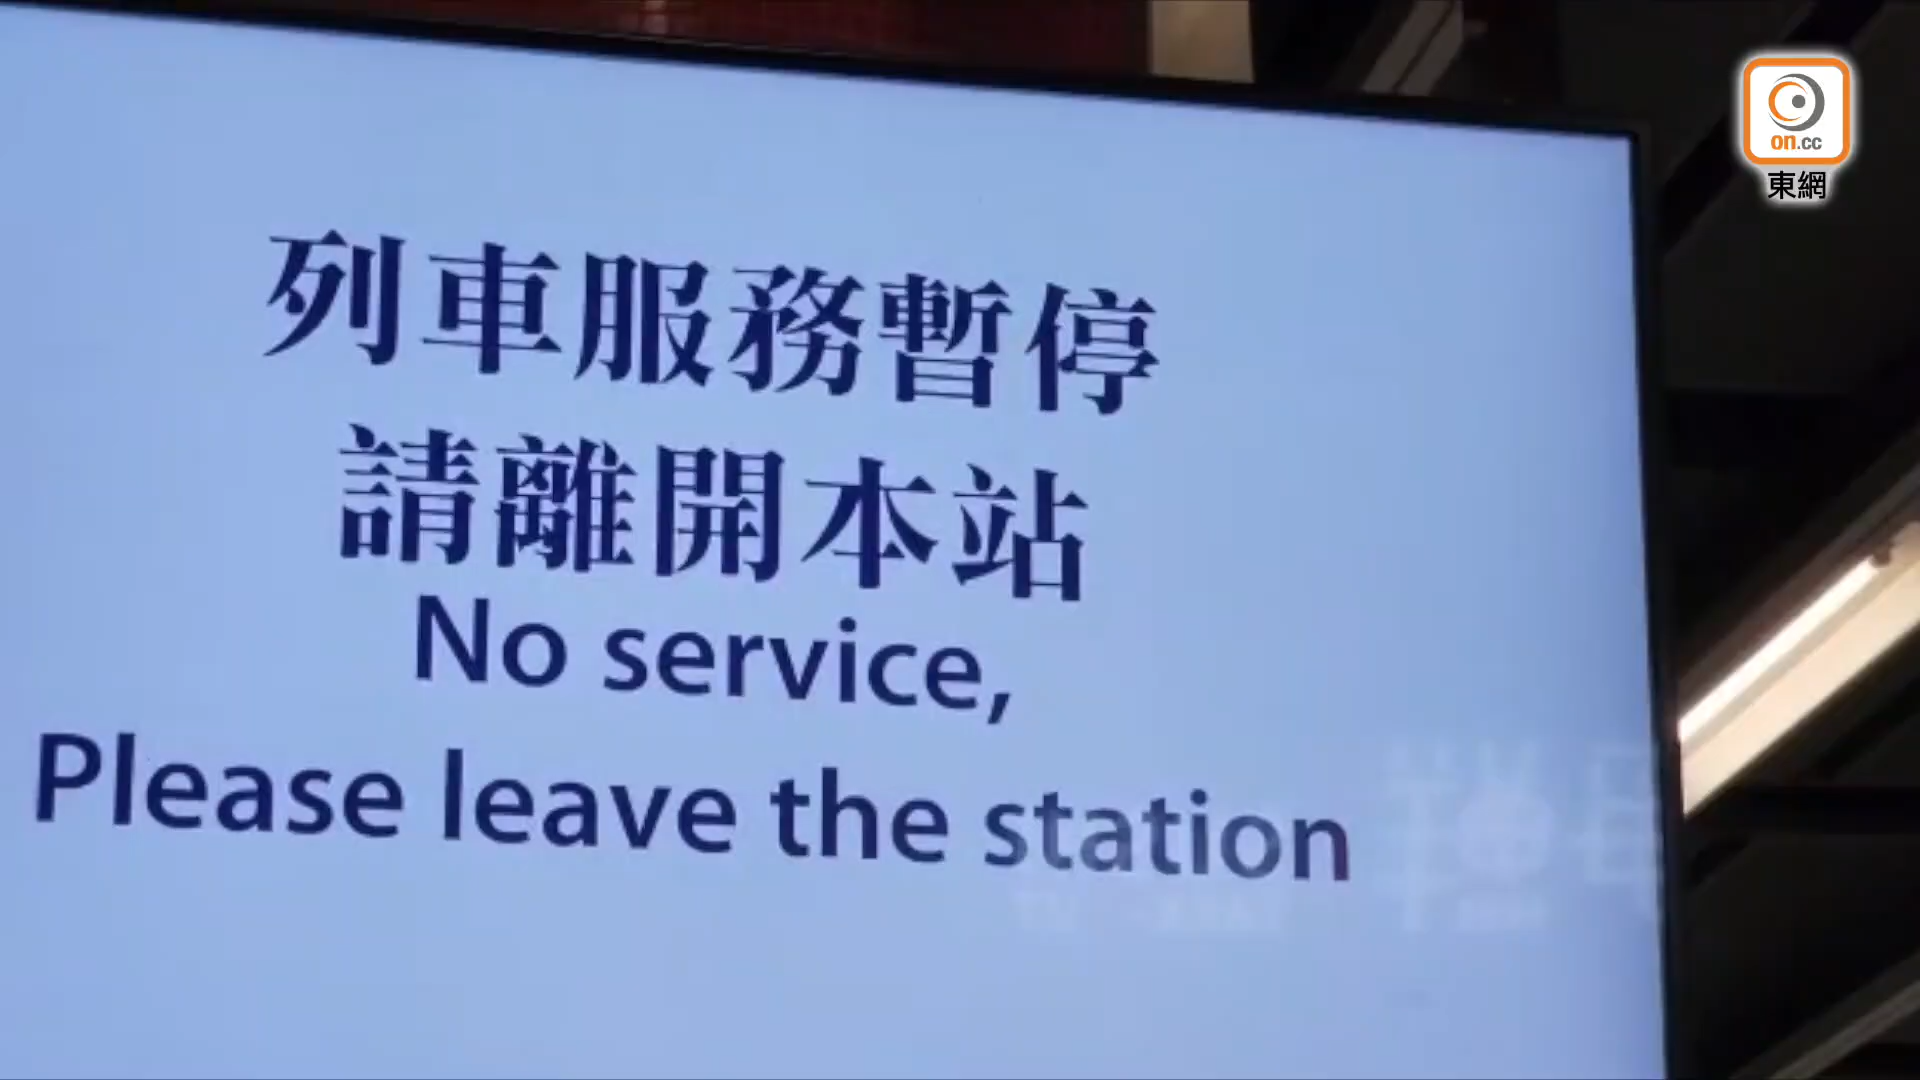 列車服務暫停
請離開本站
No service,
Please leave the station
on.cc
東網